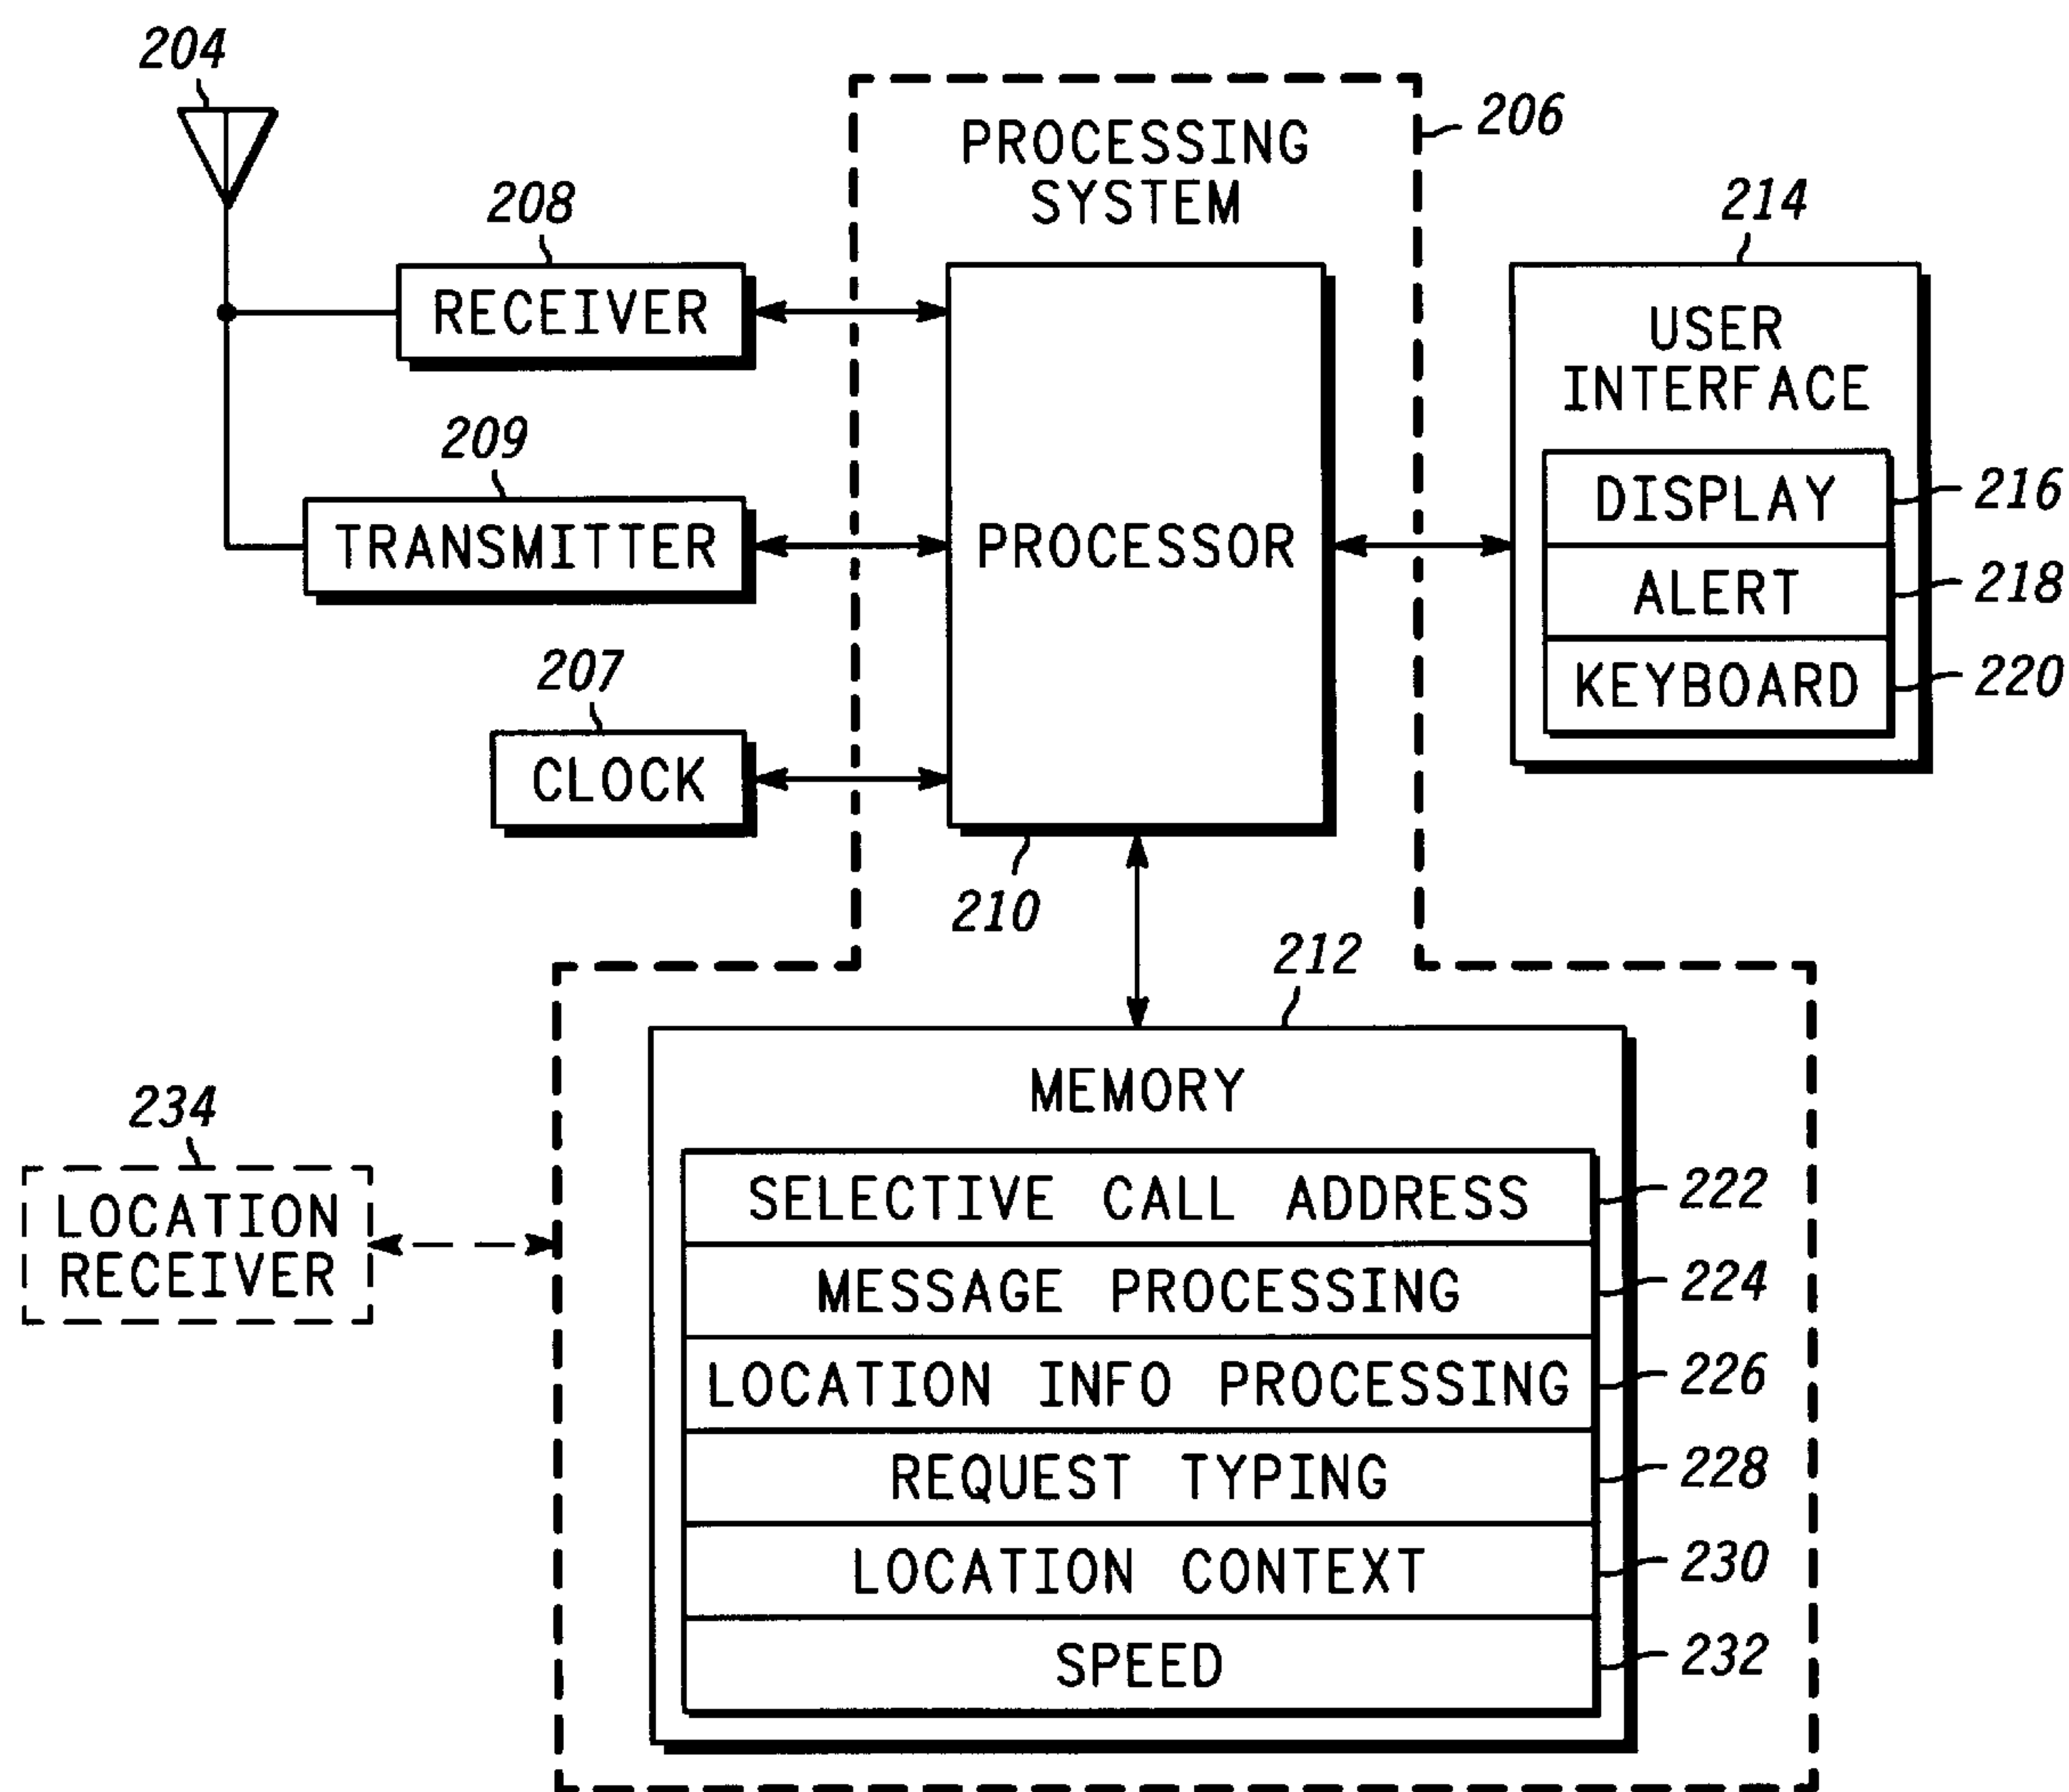 204
PROCESSING
SYSTEM
206
208
RECEIVER
214
USER
INTERFACE
209
TRANSMITTER
PROCESSOR
DISPLAY
216
ALERT
218
KEYBOARD
220
207
CLOCK
210
212
MEMORY
234
LOCATION
RECEIVER
SELECTIVE CALL ADDRESS
222
MESSAGE PROCESSING
224
LOCATION INFO PROCESSING
226
REQUEST TYPING
228
LOCATION CONTEXT
230
SPEED
232